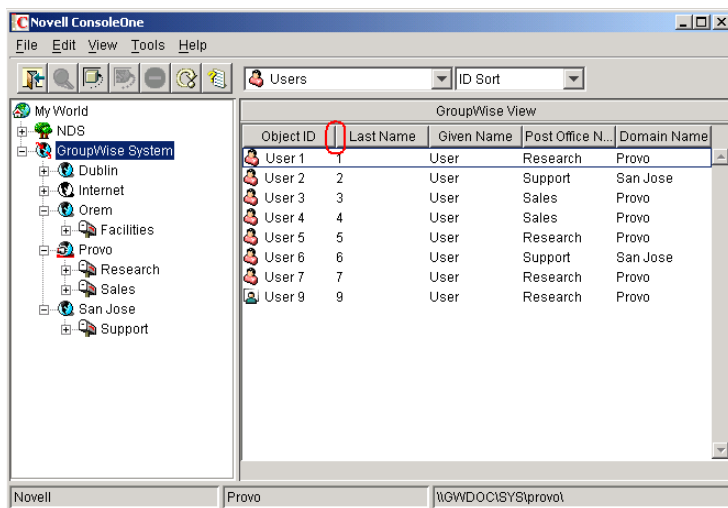 Novell ConsoleOne
File Edit View Tools Help
Users ID Sort
My World
NDS
GroupWise System
Dublin
Internet
Orem
Facilities
Provo
Research
Sales
San Jose
Support
GroupWise View
Object ID Last Name Given Name Post Office N... Domain Name
User 1 1 User Research Provo
User 2 2 User Support San Jose
User 3 3 User Sales Provo
User 4 4 User Sales Provo
User 5 5 User Research Provo
User 6 6 User Support San Jose
User 7 7 User Research Provo
User 9 9 User Research Provo
Novell Provo \\GWDOC\SYS\provo\